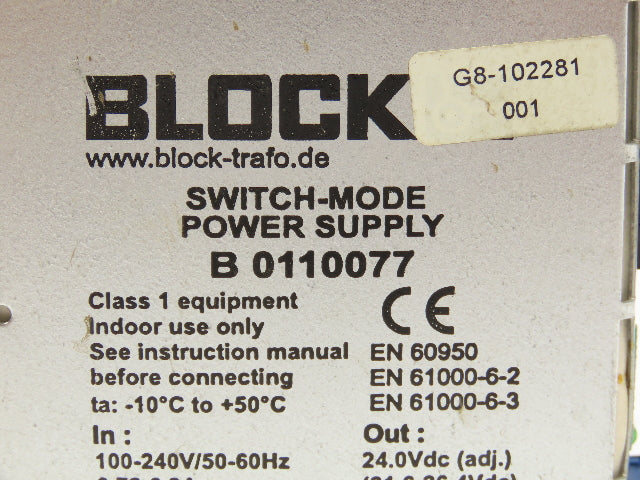 BLOCK
G8-102281
001
www.block-trafo.de
SWITCH-MODE
POWER SUPPLY
B 0110077
Class 1 equipment
Indoor use only
See instruction manual
before connecting
ta: -10°C to +50°C
CE
EN 60950
EN 61000-6-2
EN 61000-6-3
In :
100-240V/50-60Hz
Out :
24.0Vdc (adj.)